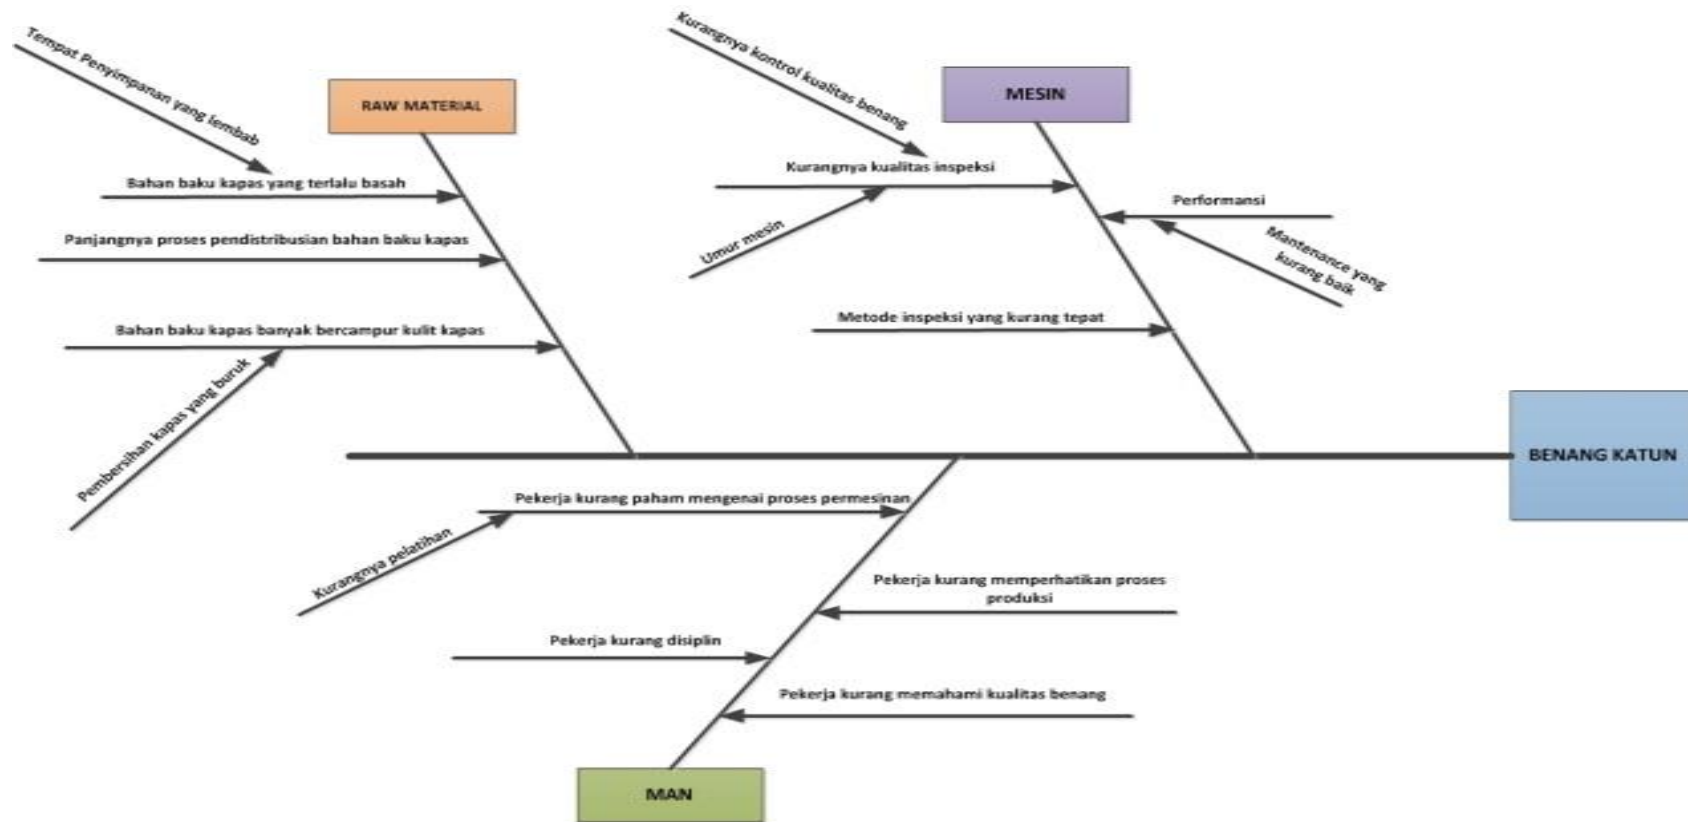 Tempat Penyimpanan yang lembab
RAW MATERIAL
Bahan baku kapas yang terlalu basah
Panjangnya proses pendistribusian bahan baku kapas
Bahan baku kapas banyak bercampur kulit kapas
Pembersihan kapas yang buruk
Kurangnya kontrol kualitas benang
MESIN
Kurangnya kualitas inspeksi
Umur mesin
Performansi
Mantenance yang
kurang baik
Metode inspeksi yang kurang tepat
BENANG KATUN
Pekerja kurang paham mengenai proses permesinan
Kurangnya pelatihan
Pekerja kurang memperhatikan proses
produksi
Pekerja kurang disiplin
Pekerja kurang memahami kualitas benang
MAN